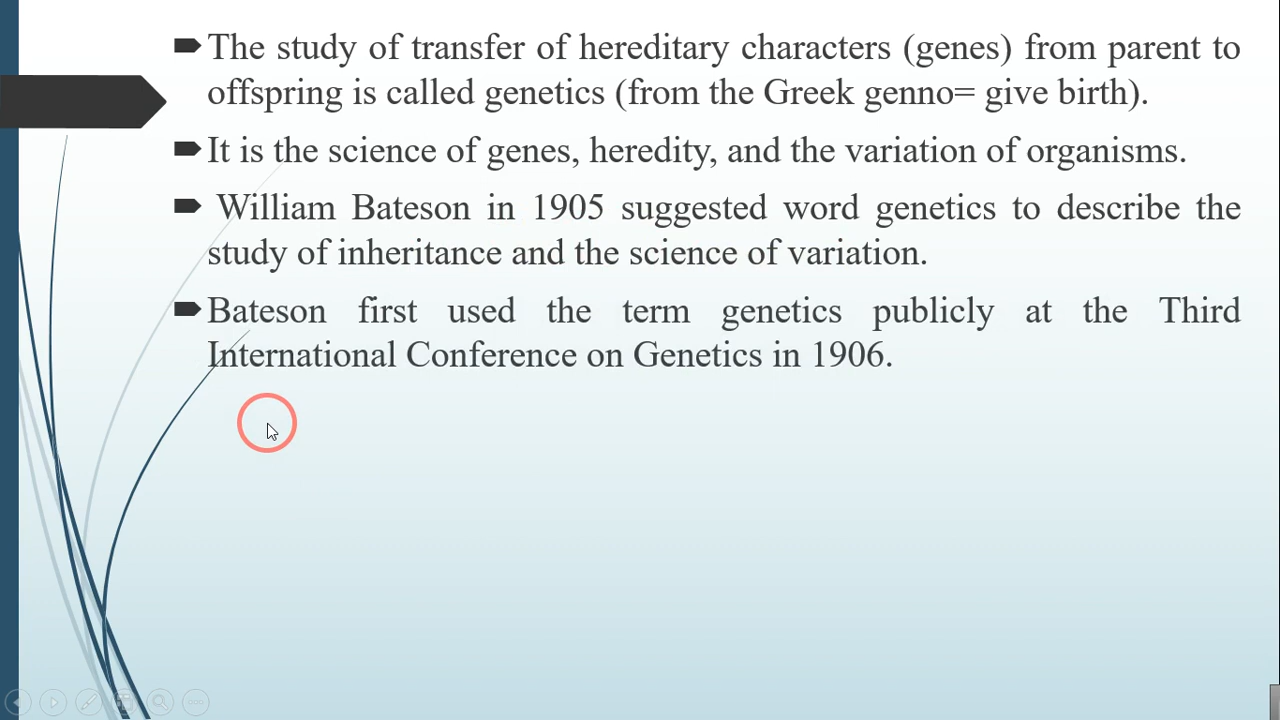 The study of transfer of hereditary characters (genes) from parent to
offspring is called genetics (from the Greek genno= give birth).
It is the science of genes, heredity, and the variation of organisms.
William Bateson in 1905 suggested word genetics to describe the
study of inheritance and the science of variation.
Bateson first used the term genetics publicly at the Third
International Conference on Genetics in 1906.